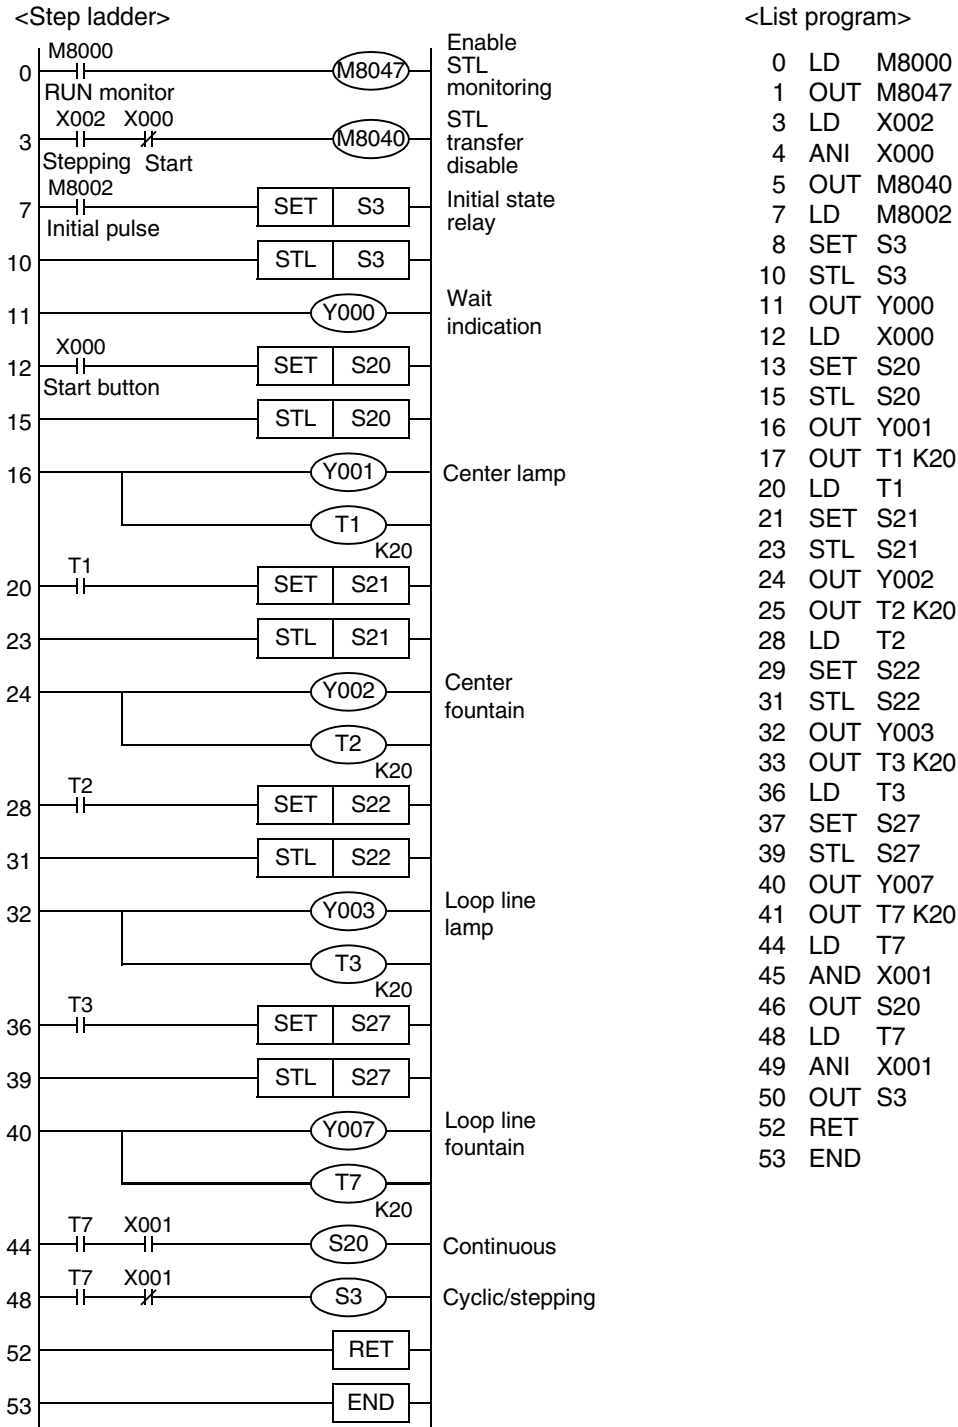 <Step ladder>
M8000
0
M8047
Enable
STL
monitoring
RUN monitor
X002 X000
3
M8040
STL
transfer
disable
Stepping Start
M8002
7
SET S3
Initial state
relay
Initial pulse
10
STL S3
11
Y000
Wait
indication
X000
12
SET S20
Start button
15
STL S20
16
Y001
Center lamp
T1
K20
T1
20
SET S21
23
STL S21
24
Y002
Center
fountain
T2
K20
T2
28
SET S22
31
STL S22
32
Y003
Loop line
lamp
T3
K20
T3
36
SET S27
39
STL S27
40
Y007
Loop line
fountain
T7
K20
T7 X001
44
S20
Continuous
T7 X001
48
S3
Cyclic/stepping
52
RET
53
END
<List program>
0 LD M8000
1 OUT M8047
3 LD X002
4 ANI X000
5 OUT M8040
7 LD M8002
8 SET S3
10 STL S3
11 OUT Y000
12 LD X000
13 SET S20
15 STL S20
16 OUT Y001
17 OUT T1 K20
20 LD T1
21 SET S21
23 STL S21
24 OUT Y002
25 OUT T2 K20
28 LD T2
29 SET S22
31 STL S22
32 OUT Y003
33 OUT T3 K20
36 LD T3
37 SET S27
39 STL S27
40 OUT Y007
41 OUT T7 K20
44 LD T7
45 AND X001
46 OUT S20
48 LD T7
49 ANI X001
50 OUT S3
52 RET
53 END